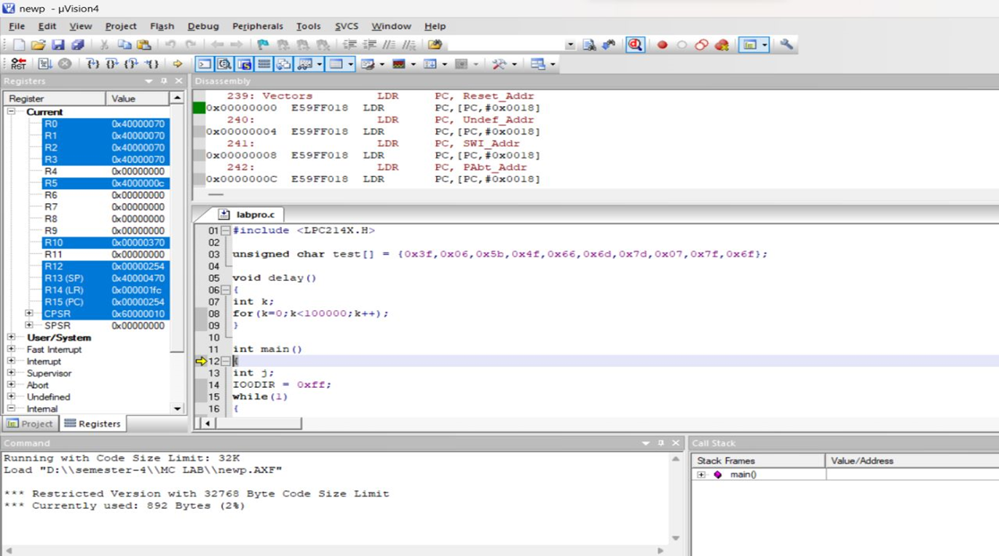 newp - µVision4
File Edit View Project Flash Debug Peripherals Tools SVCS Window Help
RST
Registers
Register Value
Current
R0 0x40000070
R1 0x40000070
R2 0x40000070
R3 0x40000070
R4 0x00000000
R5 0x4000000c
R6 0x00000000
R7 0x00000000
R8 0x00000000
R9 0x00000000
R10 0x00000370
R11 0x00000000
R12 0x00000254
R13 (SP) 0x40000470
R14 (LR) 0x000001fc
R15 (PC) 0x00000254
CPSR 0x60000010
SPSR 0x00000000
User/System
Fast Interrupt
Interrupt
Supervisor
Abort
Undefined
Internal
Project Registers
Disassembly
239: Vectors LDR PC, Reset_Addr
0x00000000 E59FF018 LDR PC,[PC,#0x0018]
240: LDR PC, Undef_Addr
0x00000004 E59FF018 LDR PC,[PC,#0x0018]
241: LDR PC, SWI_Addr
0x00000008 E59FF018 LDR PC,[PC,#0x0018]
242: LDR PC, PAbt_Addr
0x0000000C E59FF018 LDR PC,[PC,#0x0018]
labpro.c
01 #include <LPC214X.H>
02
03 unsigned char test[] = {0x3f,0x06,0x5b,0x4f,0x66,0x6d,0x7d,0x07,0x7f,0x6f};
04
05 void delay()
06 {
07 int k;
08 for(k=0;k<100000;k++);
09 }
10
11 int main()
12 {
13 int j;
14 IO0DIR = 0xff;
15 while(1)
16 {
Command
Running with Code Size Limit: 32K
Load "D:\\semester-4\\MC LAB\\newp.AXF"
*** Restricted Version with 32768 Byte Code Size Limit
*** Currently used: 892 Bytes (2%)
Call Stack
Stack Frames Value/Address
main()